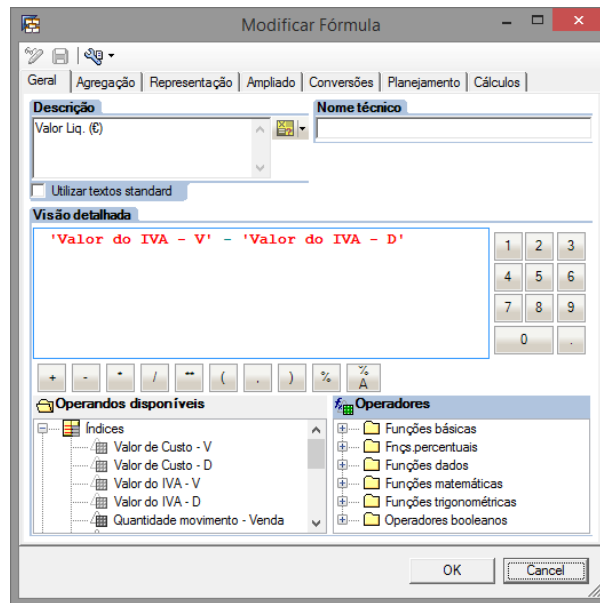 Modificar Fórmula
Geral Agregação Representação Ampliado Conversões Planejamento Cálculos
Descrição
Nome técnico
Valor Liq. (€)
Utilizar textos standard
Visão detalhada
'Valor do IVA - V' - 'Valor do IVA - D'
1 2 3
4 5 6
7 8 9
0 .
+ - * / ** ( . ) % %A
Operandos disponíveis
Operadores
Índices
Valor de Custo - V
Valor de Custo - D
Valor do IVA - V
Valor do IVA - D
Quantidade movimento - Venda
Funções básicas
Fnçs.percentuais
Funções dados
Funções matemáticas
Funções trigonométricas
Operadores booleanos
OK Cancel